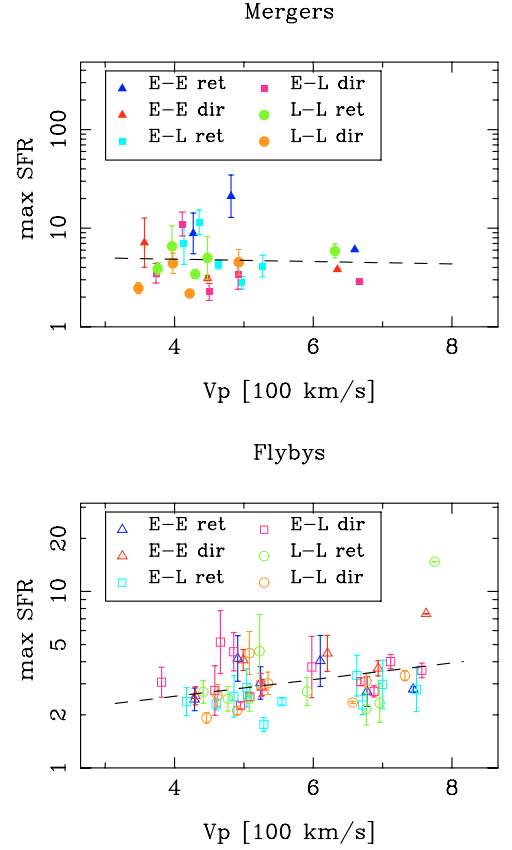 Mergers
E-E ret
E-L dir
E-E dir
L-L ret
E-L ret
L-L dir
max SFR
100
10
1
4
6
8
Vp [100 km/s]
Flybys
E-E ret
E-L dir
E-E dir
L-L ret
E-L ret
L-L dir
max SFR
20
10
5
2
1
4
6
8
Vp [100 km/s]